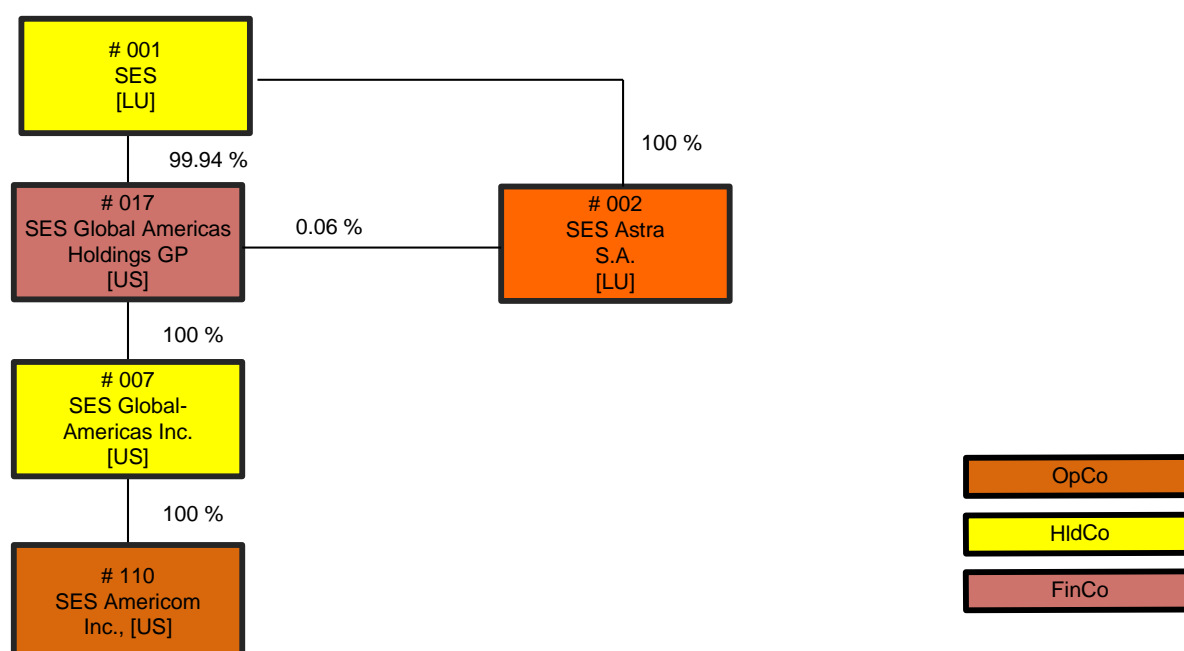 # 001
SES
[LU]
100 %
99.94 %
# 017
SES Global Americas
Holdings GP
[US]
0.06 %
# 002
SES Astra
S.A.
[LU]
100 %
# 007
SES Global-
Americas Inc.
[US]
100 %
# 110
SES Americom
Inc., [US]
OpCo
HldCo
FinCo